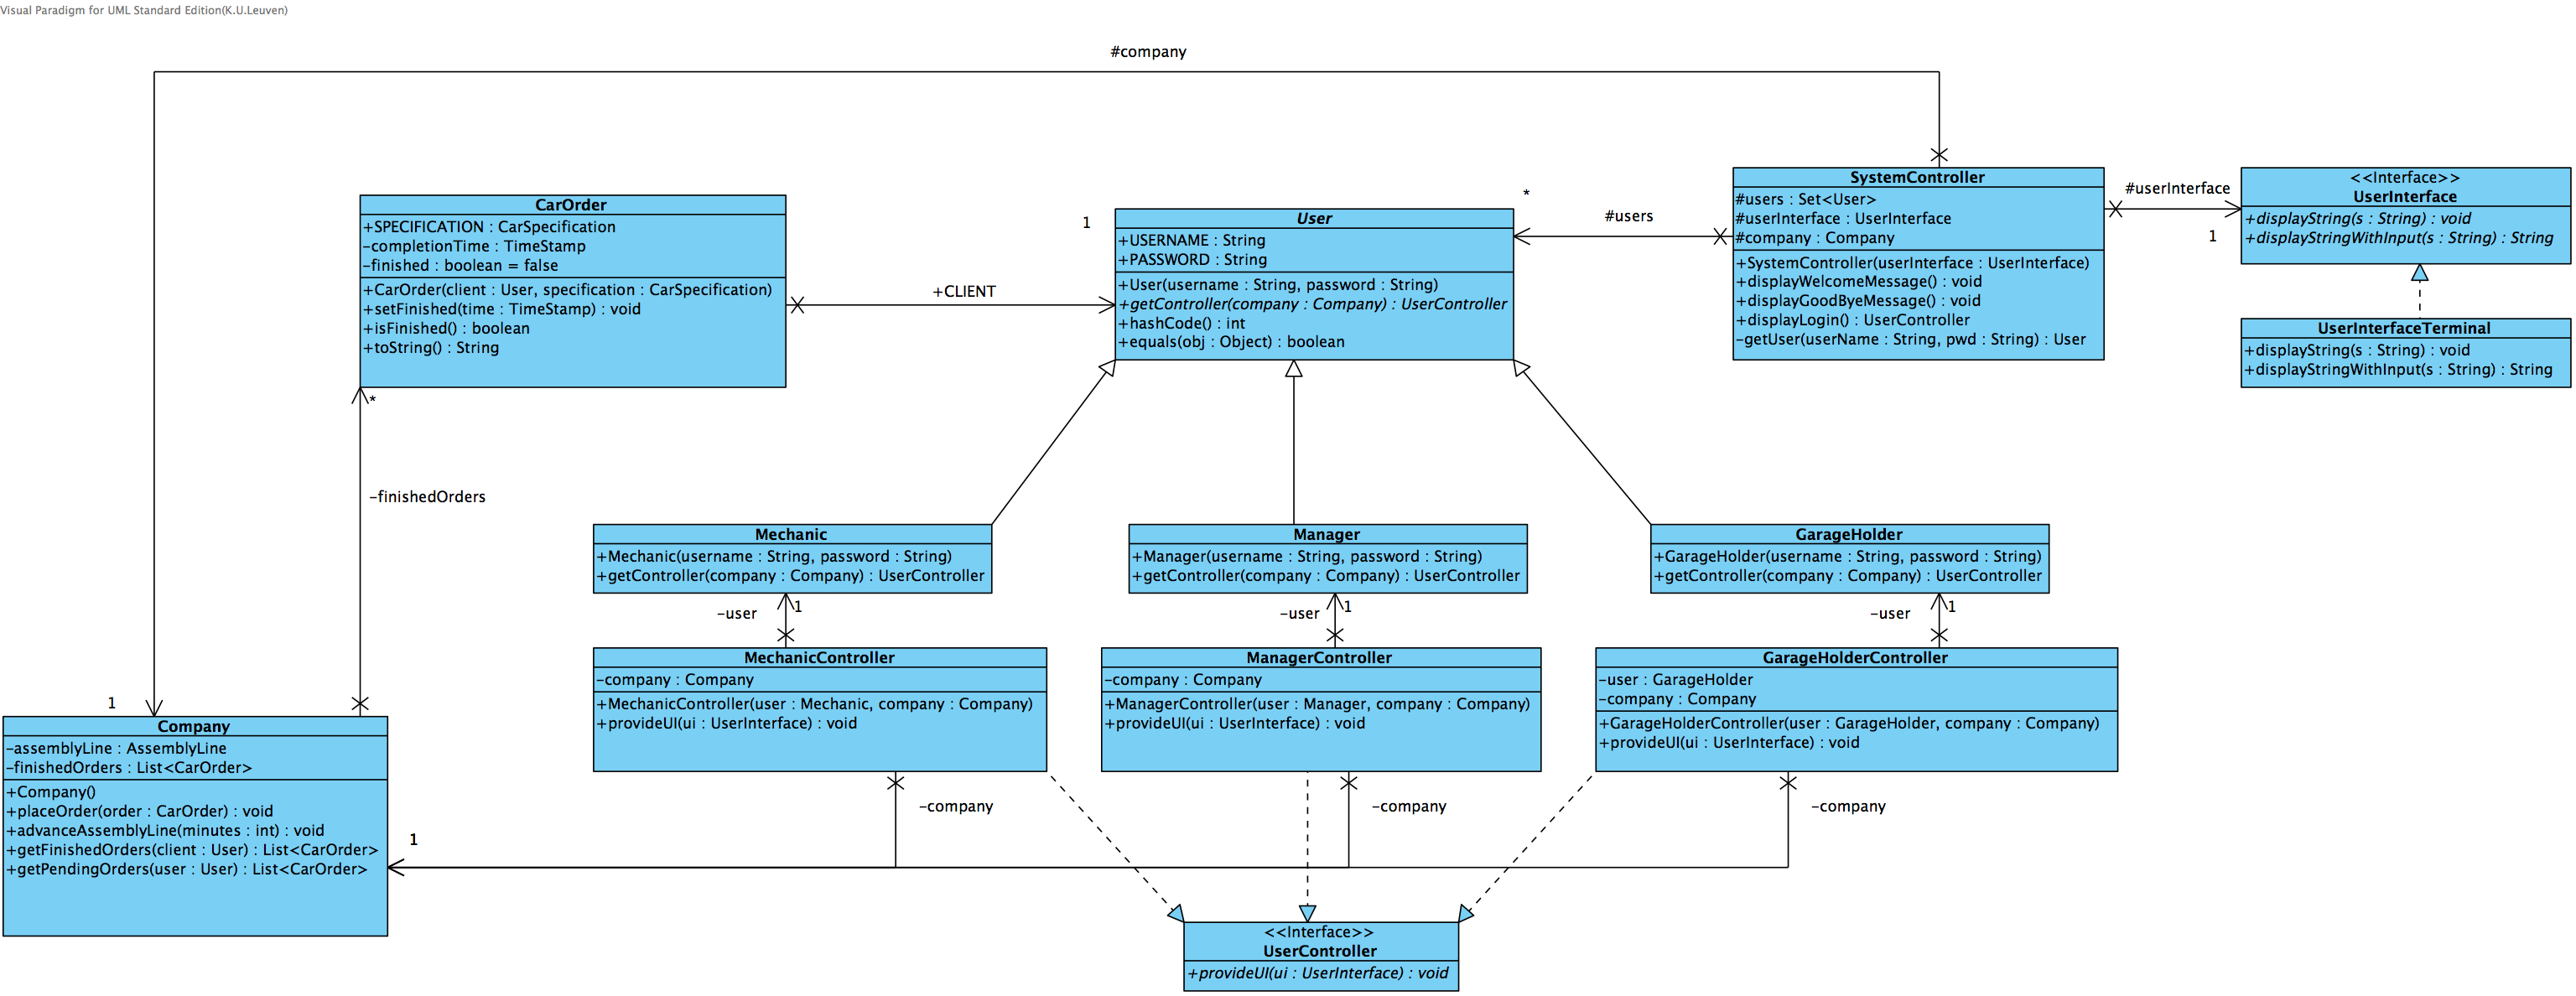 Visual Paradigm for UML Standard Edition(K.U.Leuven)
#company
CarOrder
+SPECIFICATION : CarSpecification
-completionTime : TimeStamp
-finished : boolean = false
+CarOrder(client : User, specification : CarSpecification)
+setFinished(time : TimeStamp) : void
+isFinished() : boolean
+toString() : String
+CLIENT
1
User
+USERNAME : String
+PASSWORD : String
+User(username : String, password : String)
+getController(company : Company) : UserController
+hashCode() : int
+equals(obj : Object) : boolean
*
#users
SystemController
#users : Set<User>
#userInterface : UserInterface
#company : Company
+SystemController(userInterface : UserInterface)
+displayWelcomeMessage() : void
+displayGoodByeMessage() : void
+displayLogin() : UserController
-getUser(userName : String, pwd : String) : User
#userInterface
1
<<Interface>>
UserInterface
+displayString(s : String) : void
+displayStringWithInput(s : String) : String
UserInterfaceTerminal
+displayString(s : String) : void
+displayStringWithInput(s : String) : String
*
-finishedOrders
Mechanic
+Mechanic(username : String, password : String)
+getController(company : Company) : UserController
Manager
+Manager(username : String, password : String)
+getController(company : Company) : UserController
GarageHolder
+GarageHolder(username : String, password : String)
+getController(company : Company) : UserController
-user
1
-user
1
-user
1
MechanicController
-company : Company
+MechanicController(user : Mechanic, company : Company)
+provideUI(ui : UserInterface) : void
ManagerController
-company : Company
+ManagerController(user : Manager, company : Company)
+provideUI(ui : UserInterface) : void
GarageHolderController
-user : GarageHolder
-company : Company
+GarageHolderController(user : GarageHolder, company : Company)
+provideUI(ui : UserInterface) : void
1
Company
-assemblyLine : AssemblyLine
-finishedOrders : List<CarOrder>
+Company()
+placeOrder(order : CarOrder) : void
+advanceAssemblyLine(minutes : int) : void
+getFinishedOrders(client : User) : List<CarOrder>
+getPendingOrders(user : User) : List<CarOrder>
1
-company
-company
-company
<<Interface>>
UserController
+provideUI(ui : UserInterface) : void